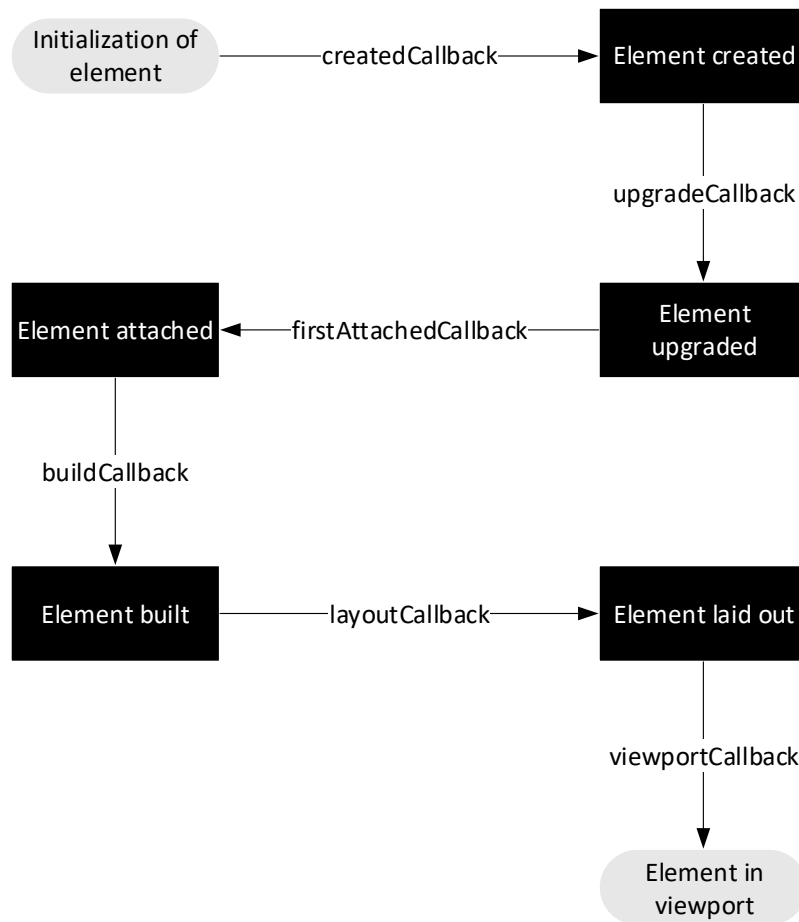 Initialization of
element
createdCallback
Element created
upgradeCallback
Element
upgraded
firstAttachedCallback
Element attached
buildCallback
Element built
layoutCallback
Element laid out
viewportCallback
Element in
viewport